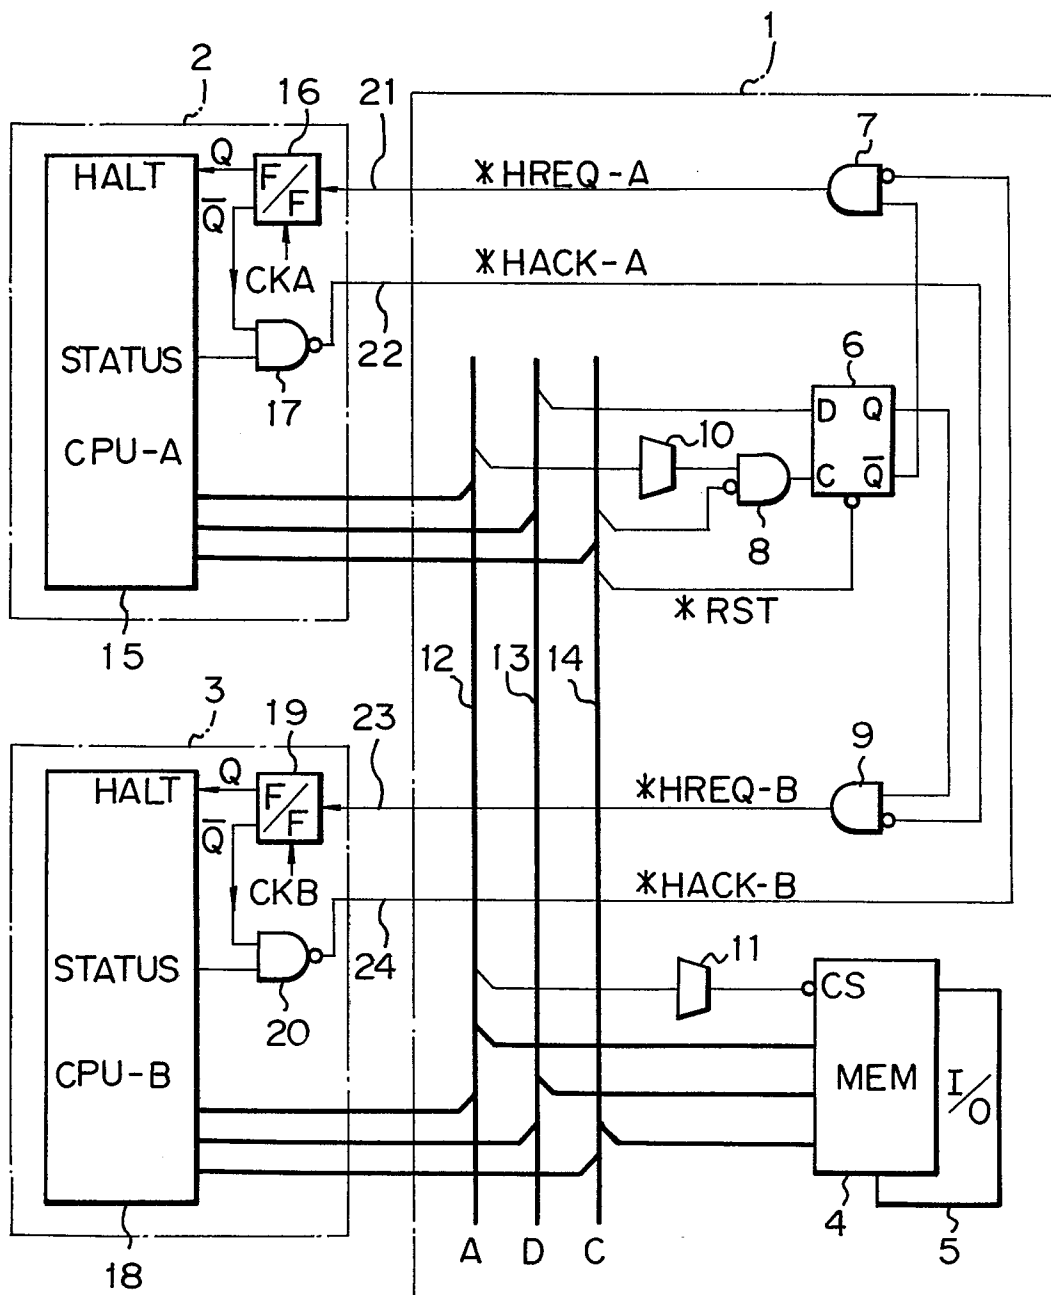 1
2
16
21
7
Q
HALT
F/F
*HREQ-A
Q̅
CKA
*HACK-A
22
STATUS
17
6
D Q
10
CPU-A
C Q̅
8
*RST
15
12
13
14
3
19
23
9
Q
HALT
F/F
*HREQ-B
Q̅
CKB
*HACK-B
24
STATUS
20
11
CS
CPU-B
MEM
I/O
4
5
18
A D C